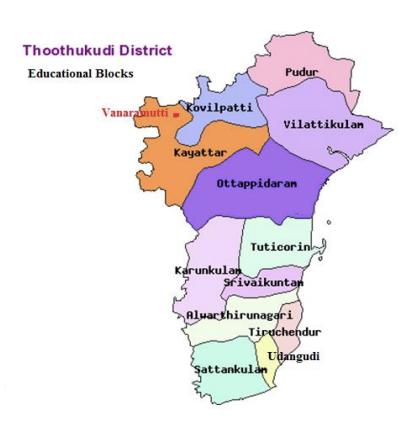 Thoothukudi District
Educational Blocks
Pudur
Kovilpatti
Vanaramutti
Vilattikulam
Kayattar
Ottappidaram
Tuticorin
Karunkulam
Srivaikuntam
Alwarthirunagari
Tiruchendur
Udangudi
Sattankulam